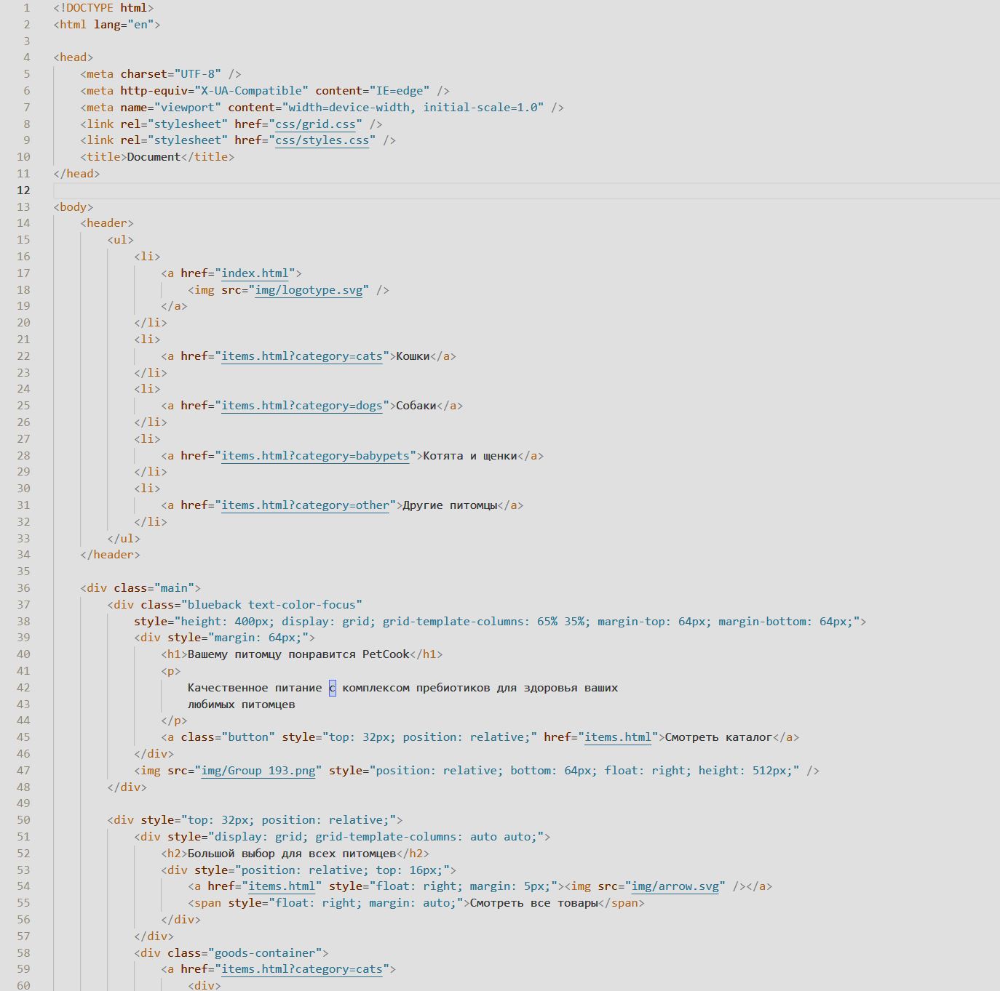 1 <!DOCTYPE html>
2 <html lang="en">
3
4 <head>
5     <meta charset="UTF-8" />
6     <meta http-equiv="X-UA-Compatible" content="IE=edge" />
7     <meta name="viewport" content="width=device-width, initial-scale=1.0" />
8     <link rel="stylesheet" href="css/grid.css" />
9     <link rel="stylesheet" href="css/styles.css" />
10     <title>Document</title>
11 </head>
12
13 <body>
14     <header>
15         <ul>
16             <li>
17                 <a href="index.html">
18                     <img src="img/logotype.svg" />
19                 </a>
20             </li>
21             <li>
22                 <a href="items.html?category=cats">Кошки</a>
23             </li>
24             <li>
25                 <a href="items.html?category=dogs">Собаки</a>
26             </li>
27             <li>
28                 <a href="items.html?category=babypets">Котята и щенки</a>
29             </li>
30             <li>
31                 <a href="items.html?category=other">Другие питомцы</a>
32             </li>
33         </ul>
34     </header>
35
36     <div class="main">
37         <div class="blueback text-color-focus"
38             style="height: 400px; display: grid; grid-template-columns: 65% 35%; margin-top: 64px; margin-bottom: 64px;">
39             <div style="margin: 64px;">
40                 <h1>Вашему питомцу понравится PetCook</h1>
41                 <p>
42                     Качественное питание с комплексом пребиотиков для здоровья ваших
43                     любимых питомцев
44                 </p>
45                 <a class="button" style="top: 32px; position: relative;" href="items.html">Смотреть каталог</a>
46             </div>
47             <img src="img/Group 193.png" style="position: relative; bottom: 64px; float: right; height: 512px;" />
48         </div>
49
50         <div style="top: 32px; position: relative;">
51             <div style="display: grid; grid-template-columns: auto auto;">
52                 <h2>Большой выбор для всех питомцев</h2>
53                 <div style="position: relative; top: 16px;">
54                     <a href="items.html" style="float: right; margin: 5px;"><img src="img/arrow.svg" /></a>
55                     <span style="float: right; margin: auto;">Смотреть все товары</span>
56                 </div>
57             </div>
58             <div class="goods-container">
59                 <a href="items.html?category=cats">
60                     <div>